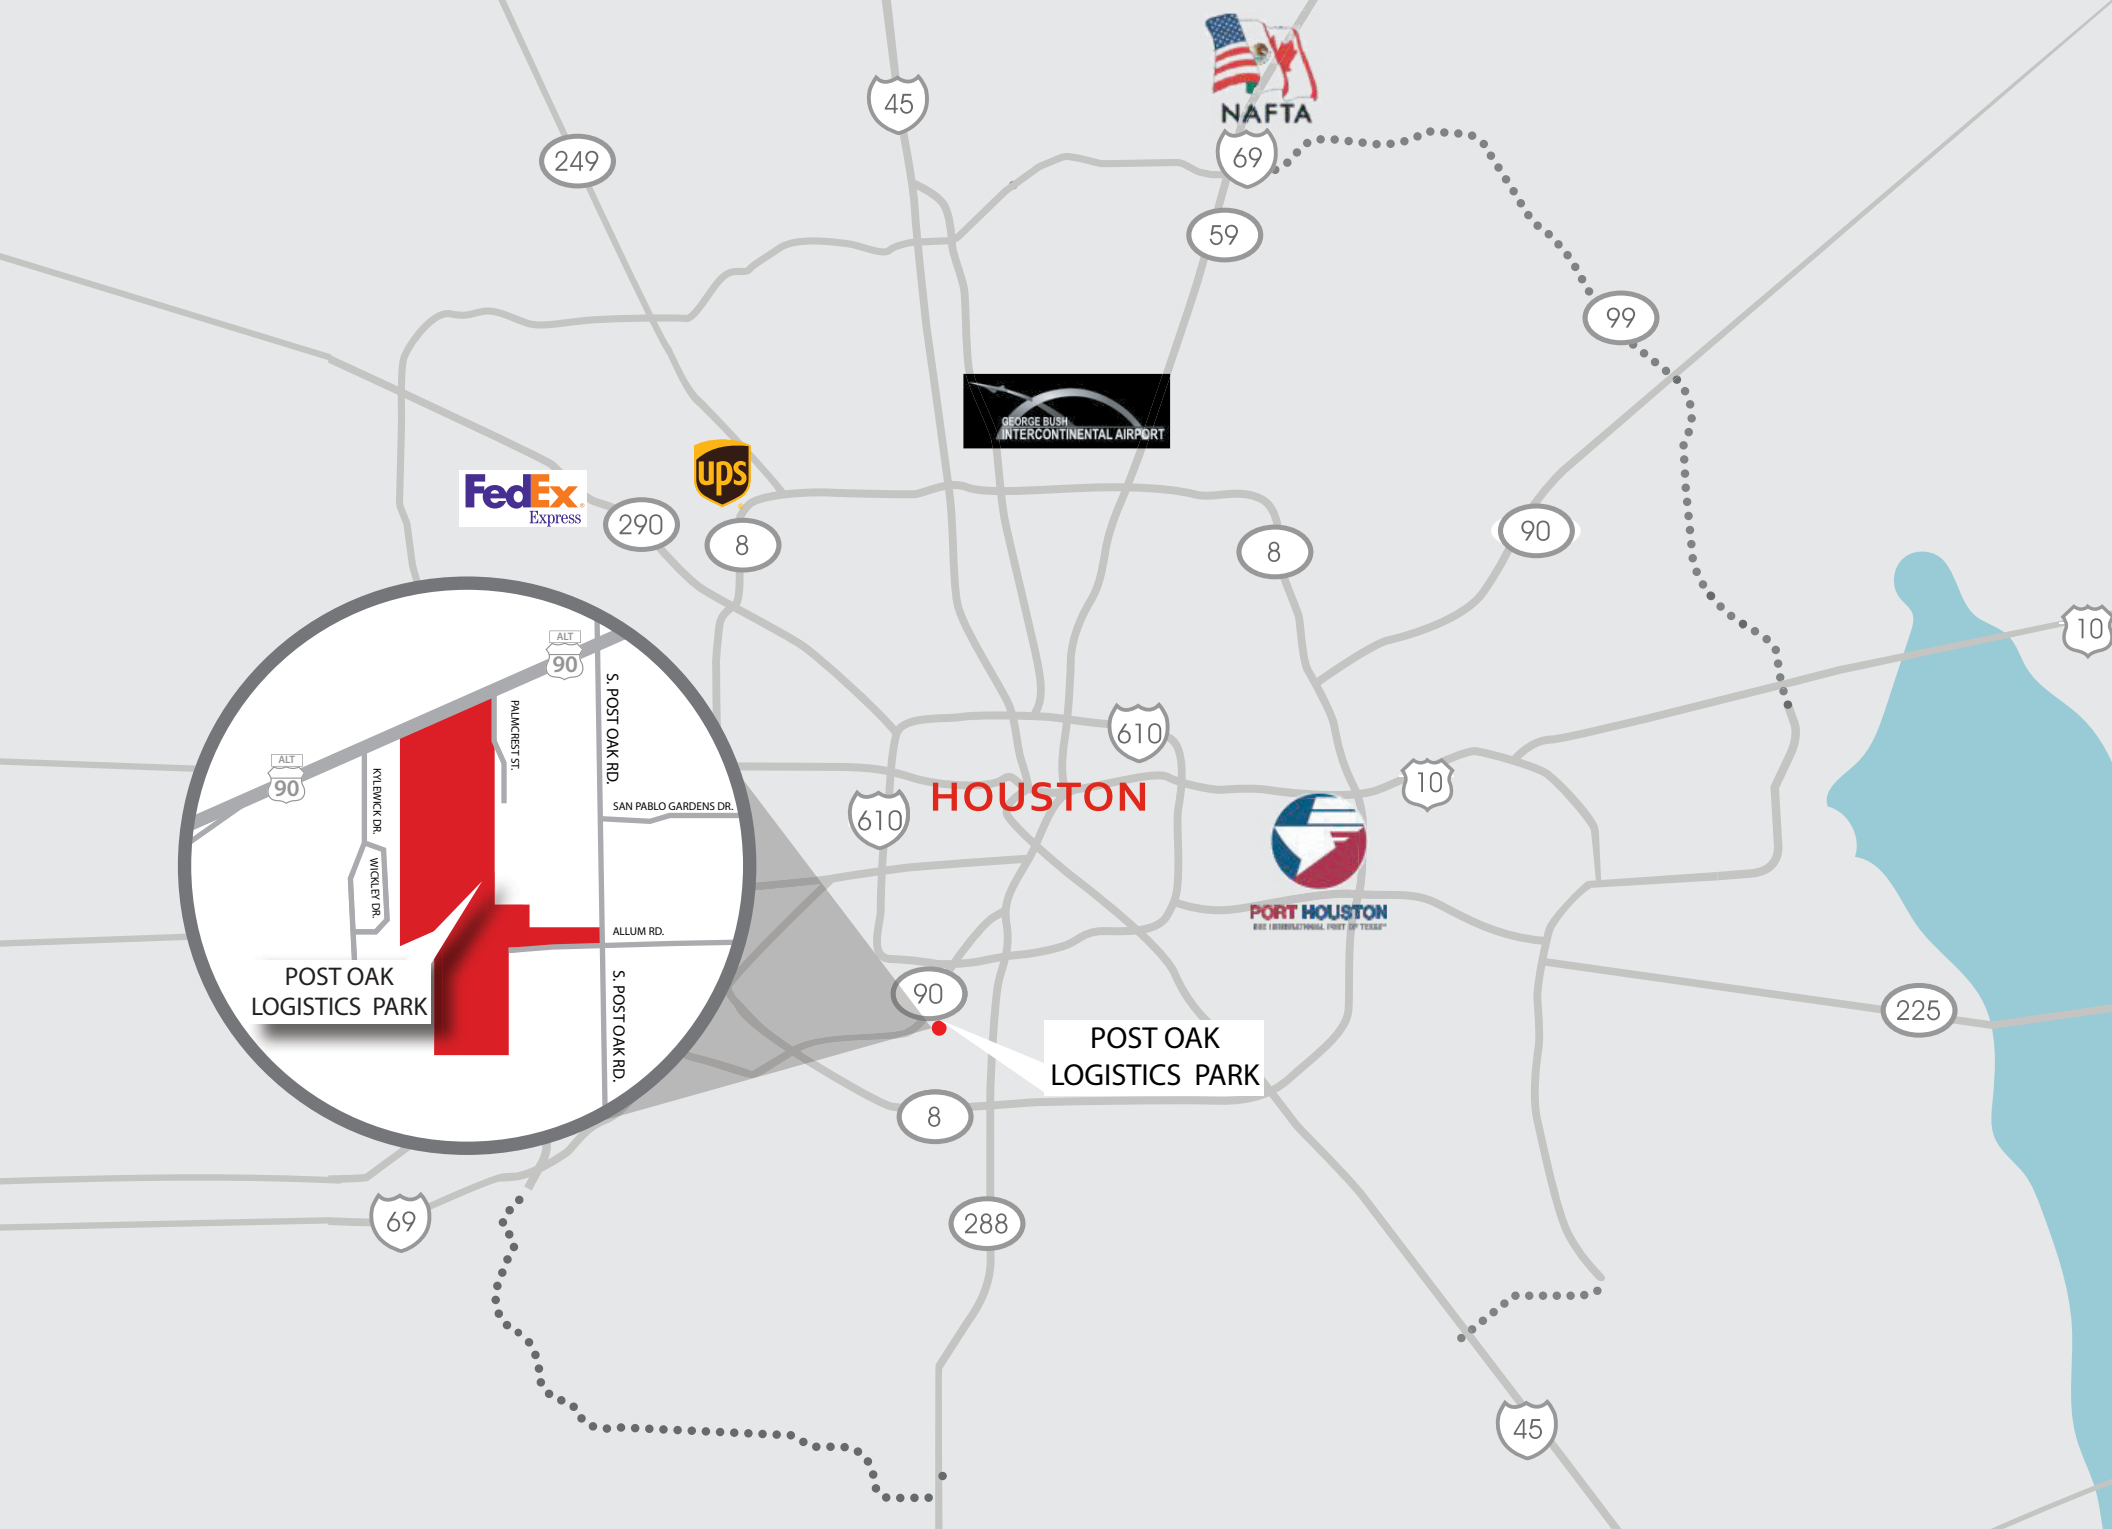 NAFTA
45
69
249
59
99
GEORGE BUSH
INTERCONTINENTAL AIRPORT
ups
FedEx
Express
290
8
8
90
10
ALT
90
S. POST OAK RD.
PALMCREST ST.
ALT
90
KYLEWICK DR.
SAN PABLO GARDENS DR.
WICKLEY DR.
ALLUM RD.
POST OAK
LOGISTICS PARK
S. POST OAK RD.
610
10
HOUSTON
610
PORT HOUSTON
90
225
POST OAK
LOGISTICS PARK
8
69
288
45